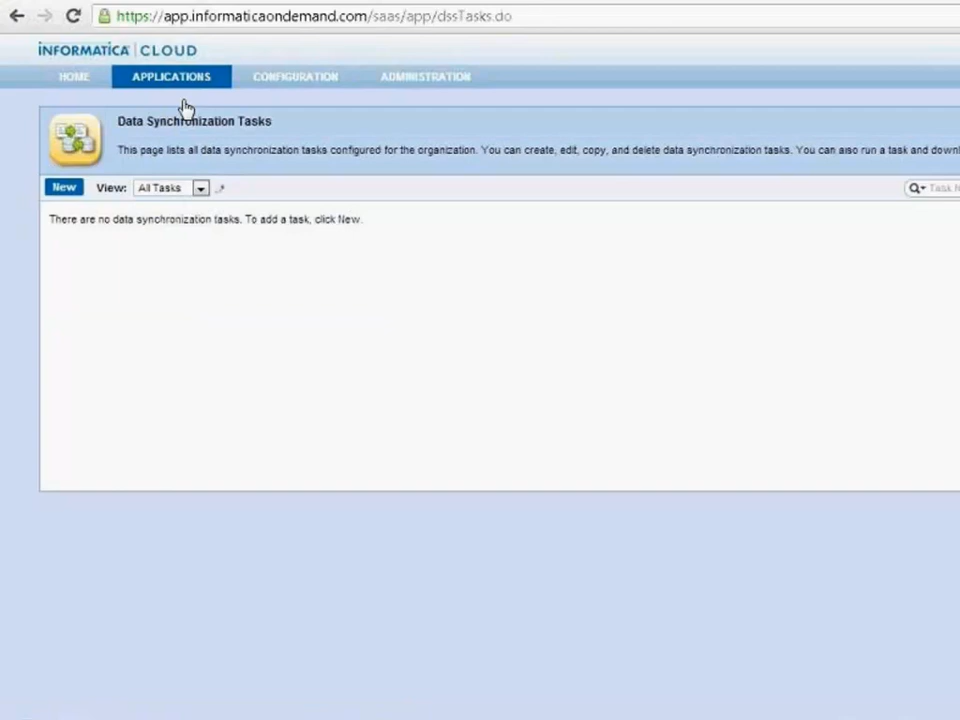 https://app.informaticaondemand.com/saas/app/dssTasks.do
INFORMATICA | CLOUD
HOME APPLICATIONS CONFIGURATION ADMINISTRATION
Data Synchronization Tasks
This page lists all data synchronization tasks configured for the organization. You can create, edit, copy, and delete data synchronization tasks. You can also run a task and downl
New View: All Tasks Task N
There are no data synchronization tasks. To add a task, click New.